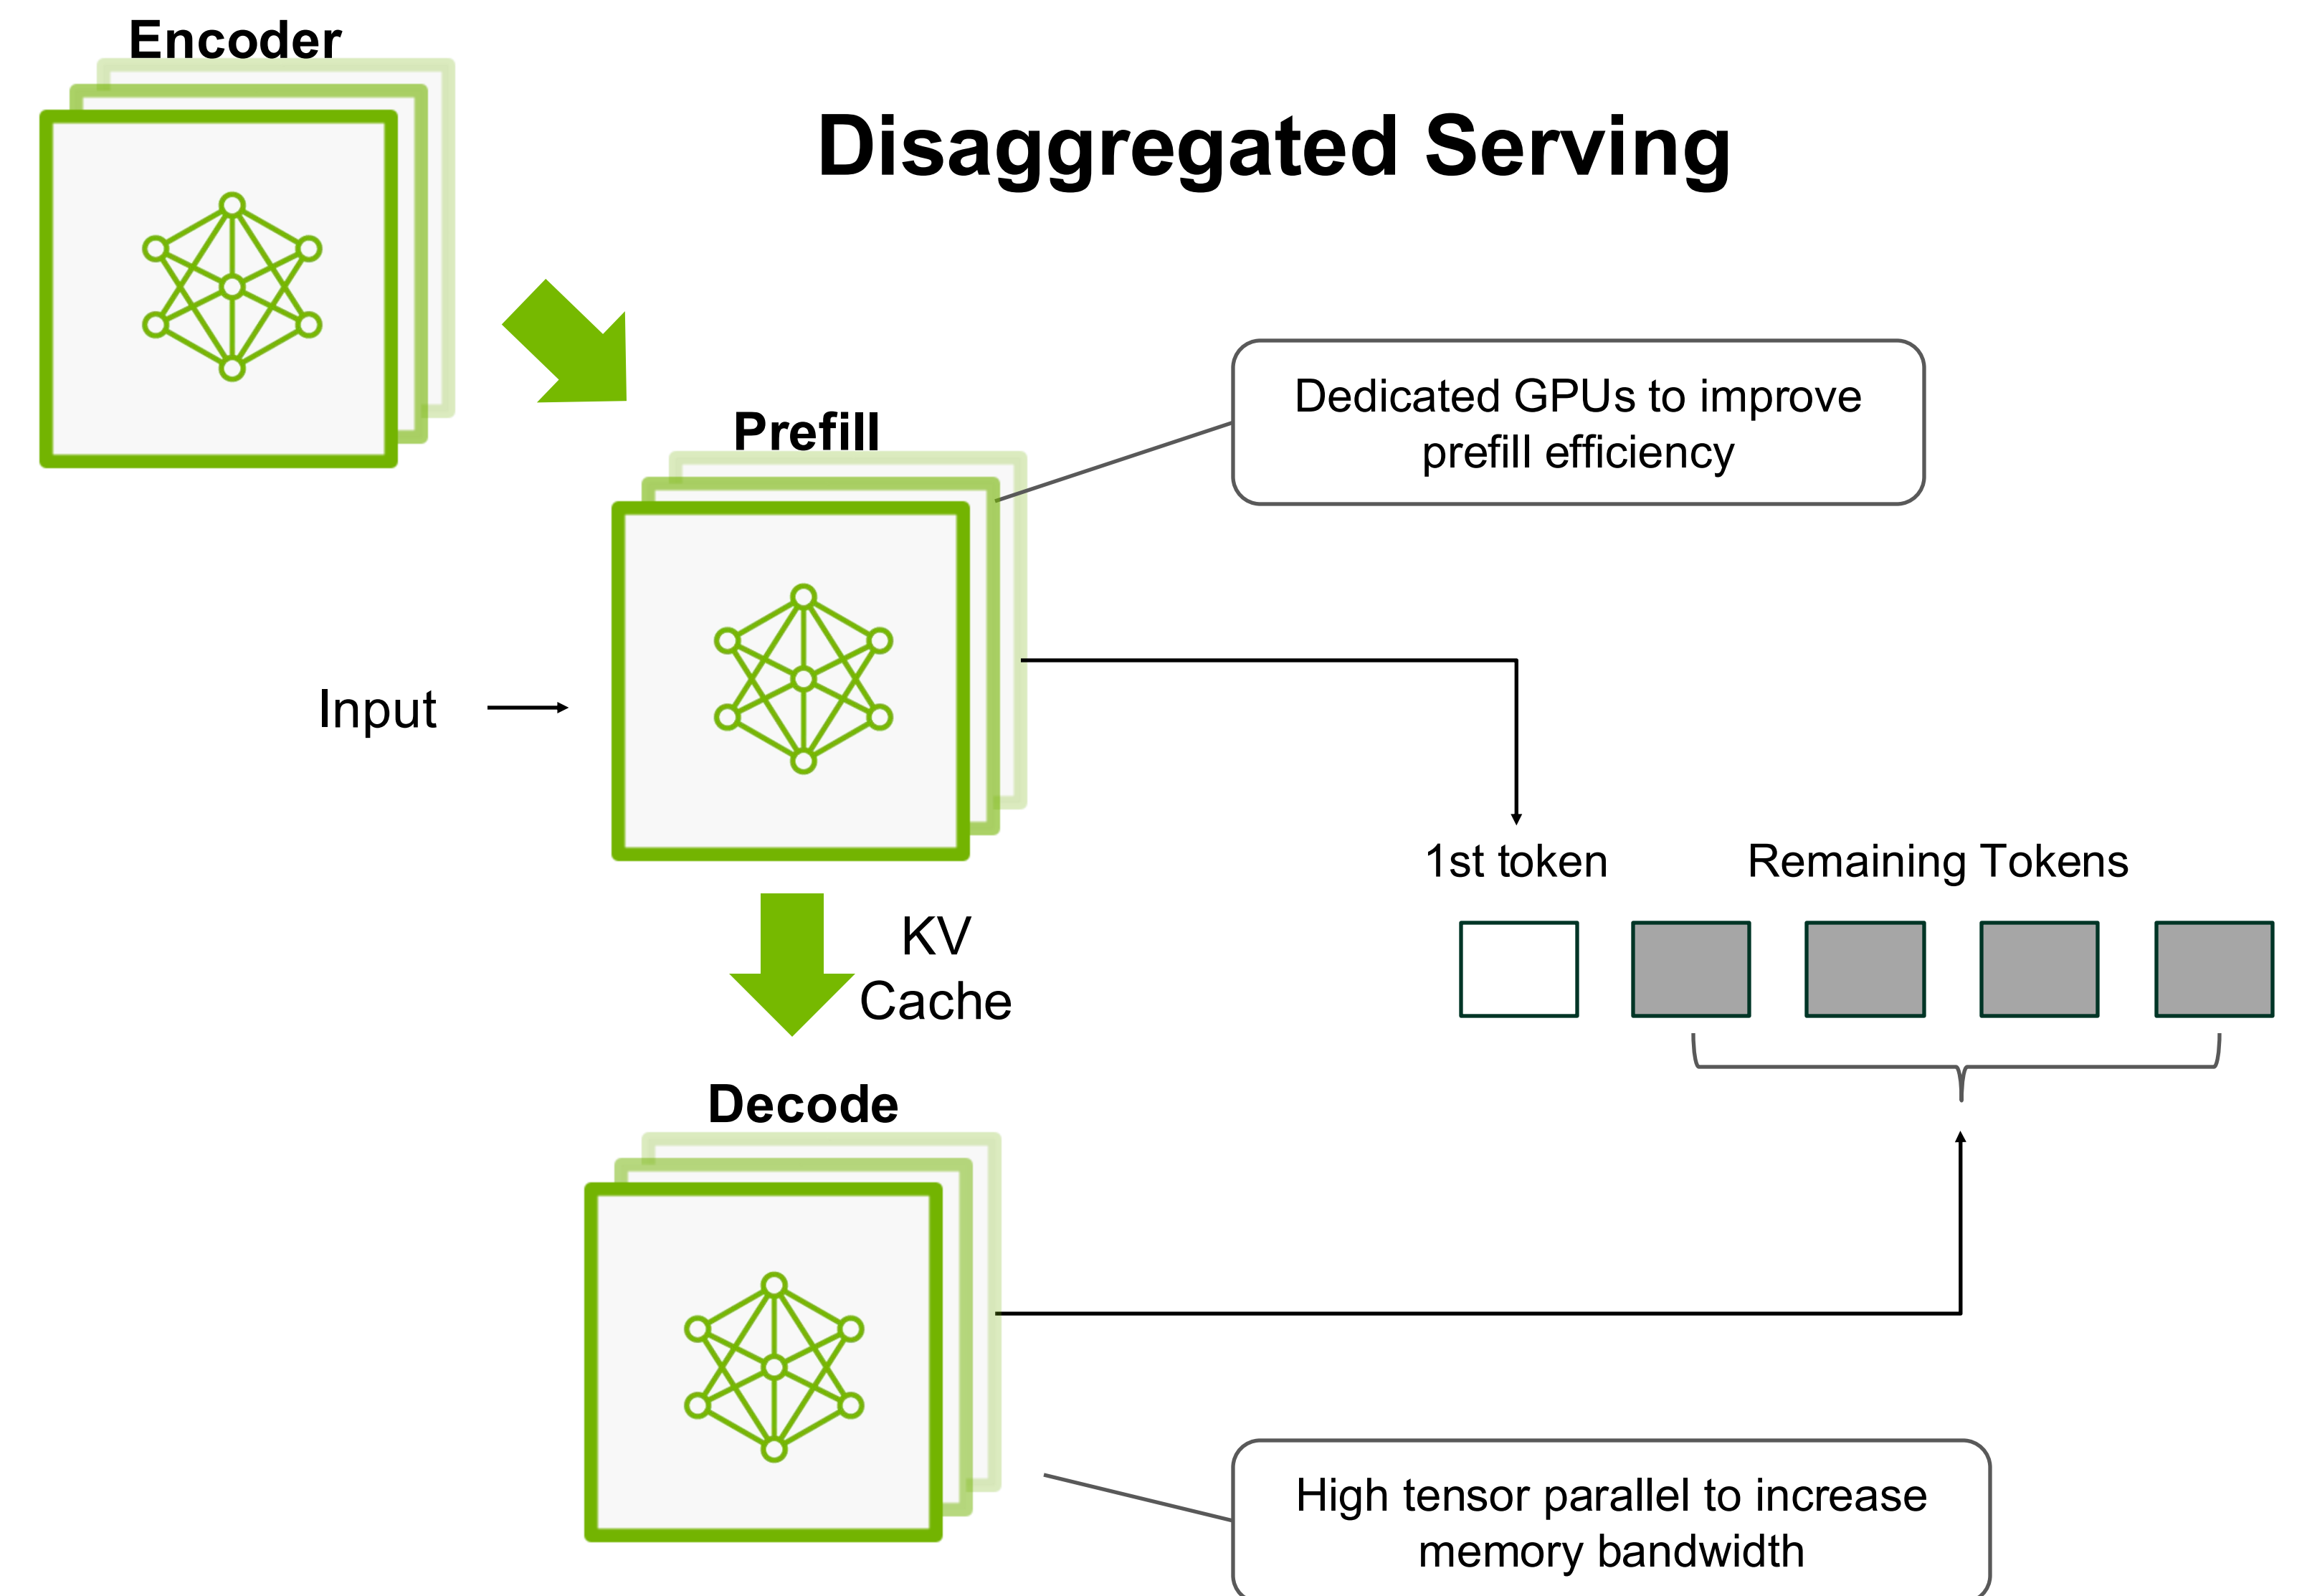 Encoder
Disaggregated Serving
Dedicated GPUs to improve
prefill efficiency
Prefill
Input
1st token
Remaining Tokens
KV
Cache
Decode
High tensor parallel to increase
memory bandwidth